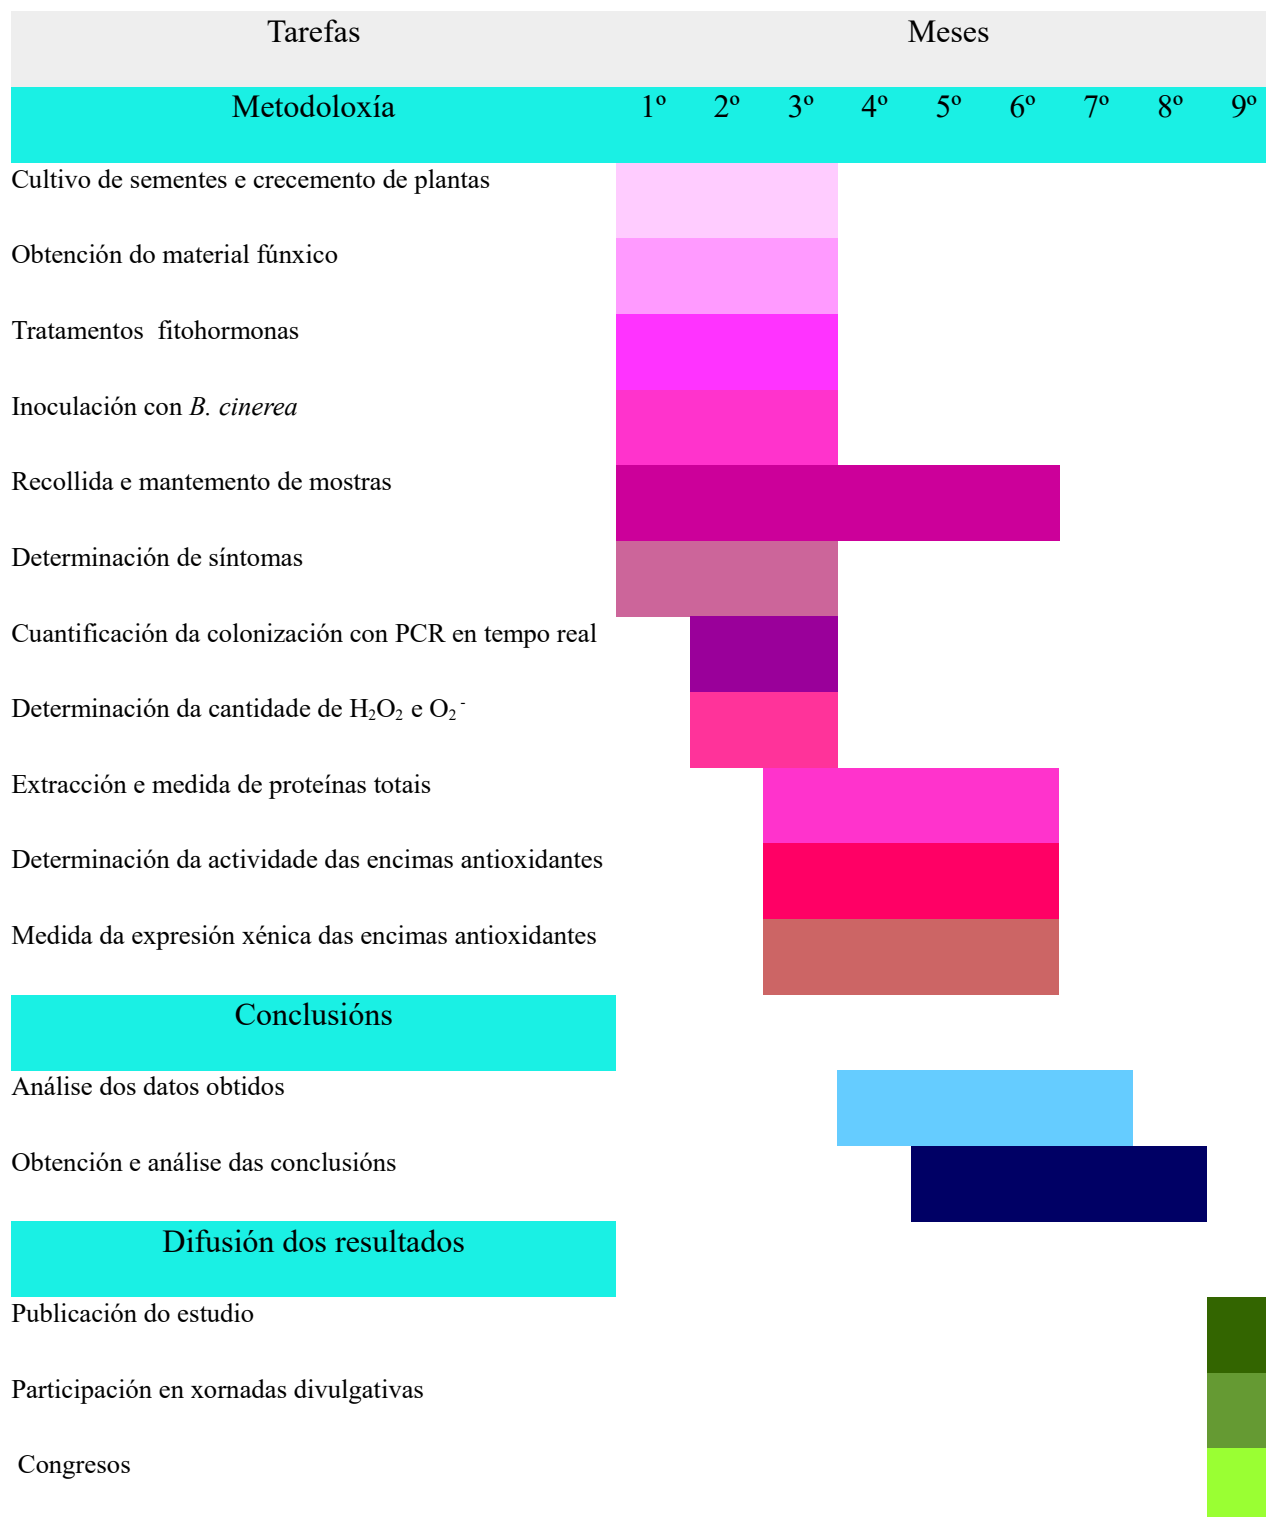 Tarefas Meses
Metodoloxía 1º 2º 3º 4º 5º 6º 7º 8º 9º
Cultivo de sementes e crecemento de plantas
Obtención do material fúnxico
Tratamentos fitohormonas
Inoculación con B. cinerea
Recollida e mantemento de mostras
Determinación de síntomas
Cuantificación da colonización con PCR en tempo real
Determinación da cantidade de H₂O₂ e O₂⁻
Extracción e medida de proteínas totais
Determinación da actividade das encimas antioxidantes
Medida da expresión xénica das encimas antioxidantes
Conclusións
Análise dos datos obtidos
Obtención e análise das conclusións
Difusión dos resultados
Publicación do estudio
Participación en xornadas divulgativas
Congresos